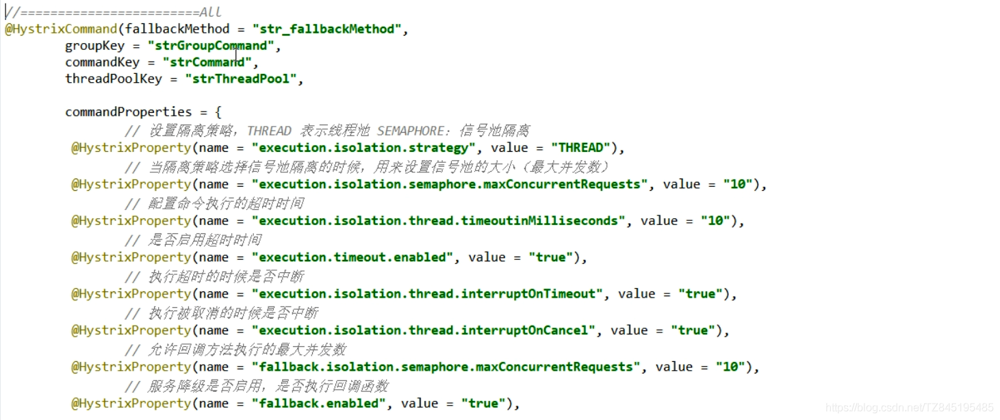 //========================All
@HystrixCommand(fallbackMethod = "str_fallbackMethod",
groupKey = "strGroupCommand",
commandKey = "strCommand",
threadPoolKey = "strThreadPool",
commandProperties = {
// 设置隔离策略，THREAD 表示线程池 SEMAPHORE：信号池隔离
@HystrixProperty(name = "execution.isolation.strategy", value = "THREAD"),
// 当隔离策略选择信号池隔离的时候，用来设置信号池的大小（最大并发数）
@HystrixProperty(name = "execution.isolation.semaphore.maxConcurrentRequests", value = "10"),
// 配置命令执行的超时时间
@HystrixProperty(name = "execution.isolation.thread.timeoutinMilliseconds", value = "10"),
// 是否启用超时时间
@HystrixProperty(name = "execution.timeout.enabled", value = "true"),
// 执行超时的时候是否中断
@HystrixProperty(name = "execution.isolation.thread.interruptOnTimeout", value = "true"),
// 执行被取消的时候是否中断
@HystrixProperty(name = "execution.isolation.thread.interruptOnCancel", value = "true"),
// 允许回调方法执行的最大并发数
@HystrixProperty(name = "fallback.isolation.semaphore.maxConcurrentRequests", value = "10"),
// 服务降级是否启用，是否执行回调函数
@HystrixProperty(name = "fallback.enabled", value = "true"),
https://blog.csdn.net/TZ845195485